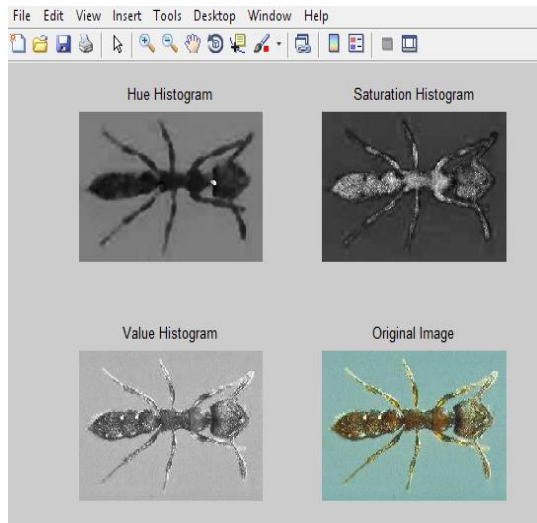 File Edit View Insert Tools Desktop Window Help
Hue Histogram
Saturation Histogram
Value Histogram
Original Image